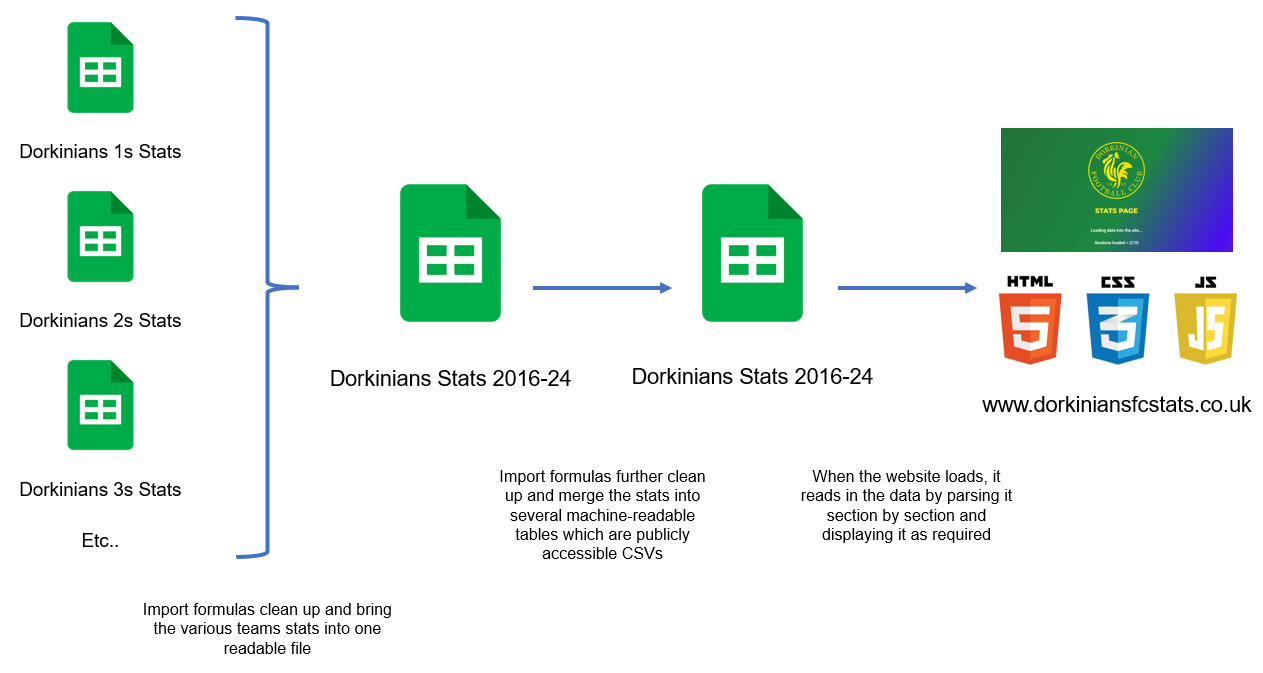 Dorkinians 1s Stats
Dorkinians 2s Stats
Dorkinians 3s Stats
Etc..
Import formulas clean up and bring
the various teams stats into one
readable file
Dorkinians Stats 2016-24
Import formulas further clean
up and merge the stats into
several machine-readable
tables which are publicly
accessible CSVs
Dorkinians Stats 2016-24
When the website loads, it
reads in the data by parsing it
section by section and
displaying it as required
DORKINIAN
FOOTBALL CLUB
STATS PAGE
Loading data into the site...
Sections loaded = 2/10
HTML
5
CSS
3
JS
JS
www.dorkiniansfcstats.co.uk